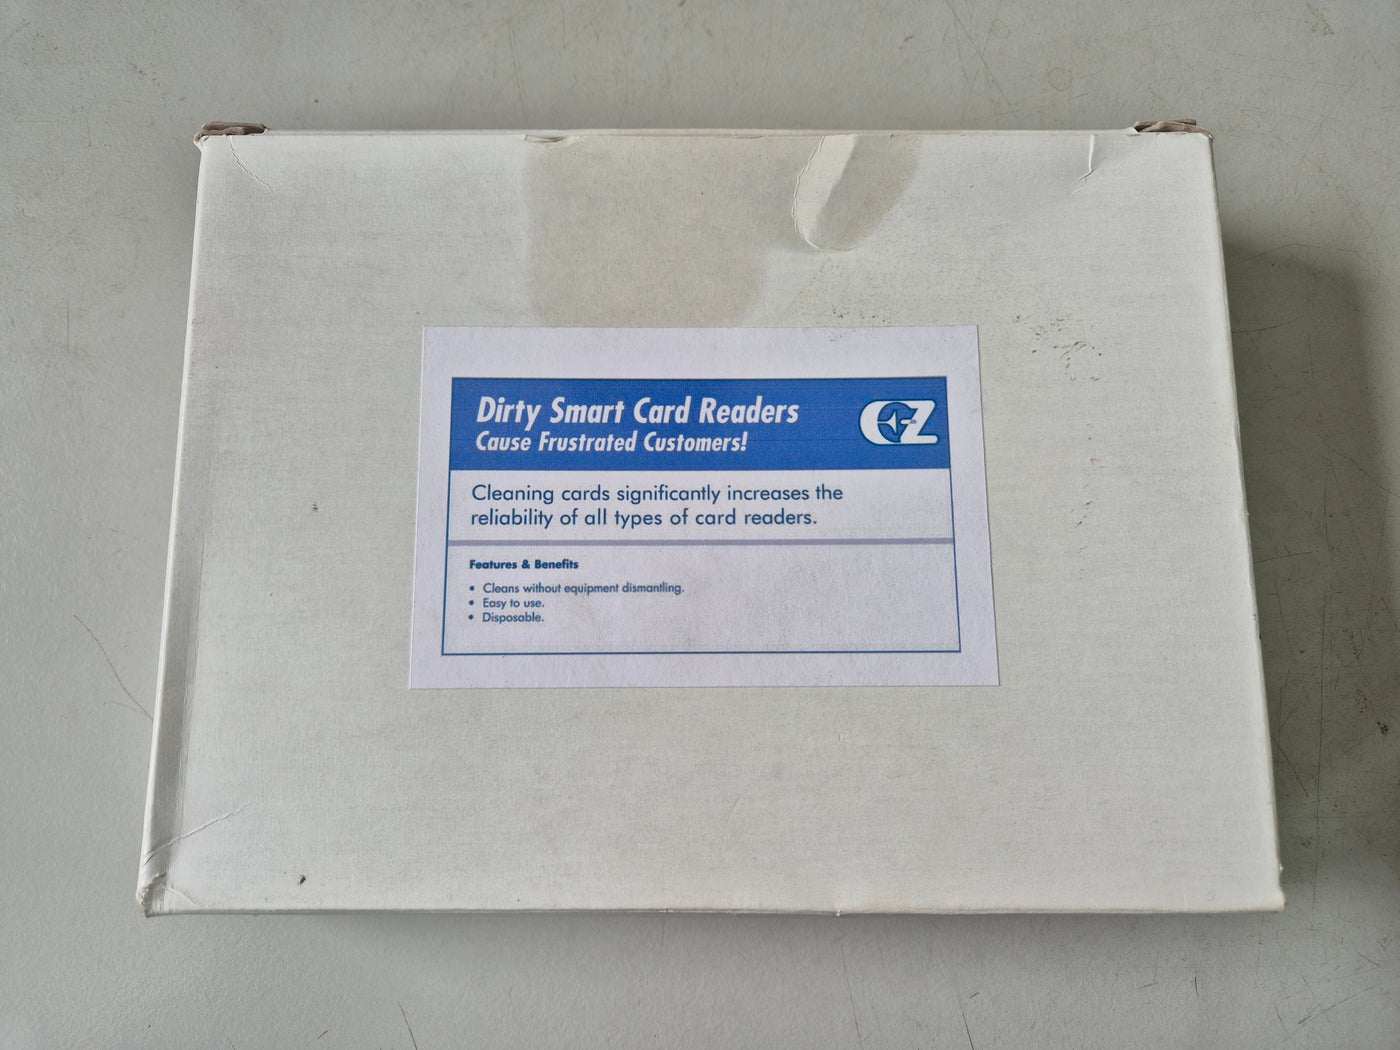 Dirty Smart Card Readers
Cause Frustrated Customers!
Cleaning cards significantly increases the
reliability of all types of card readers.
Features & Benefits
• Cleans without equipment dismantling.
• Easy to use.
• Disposable.